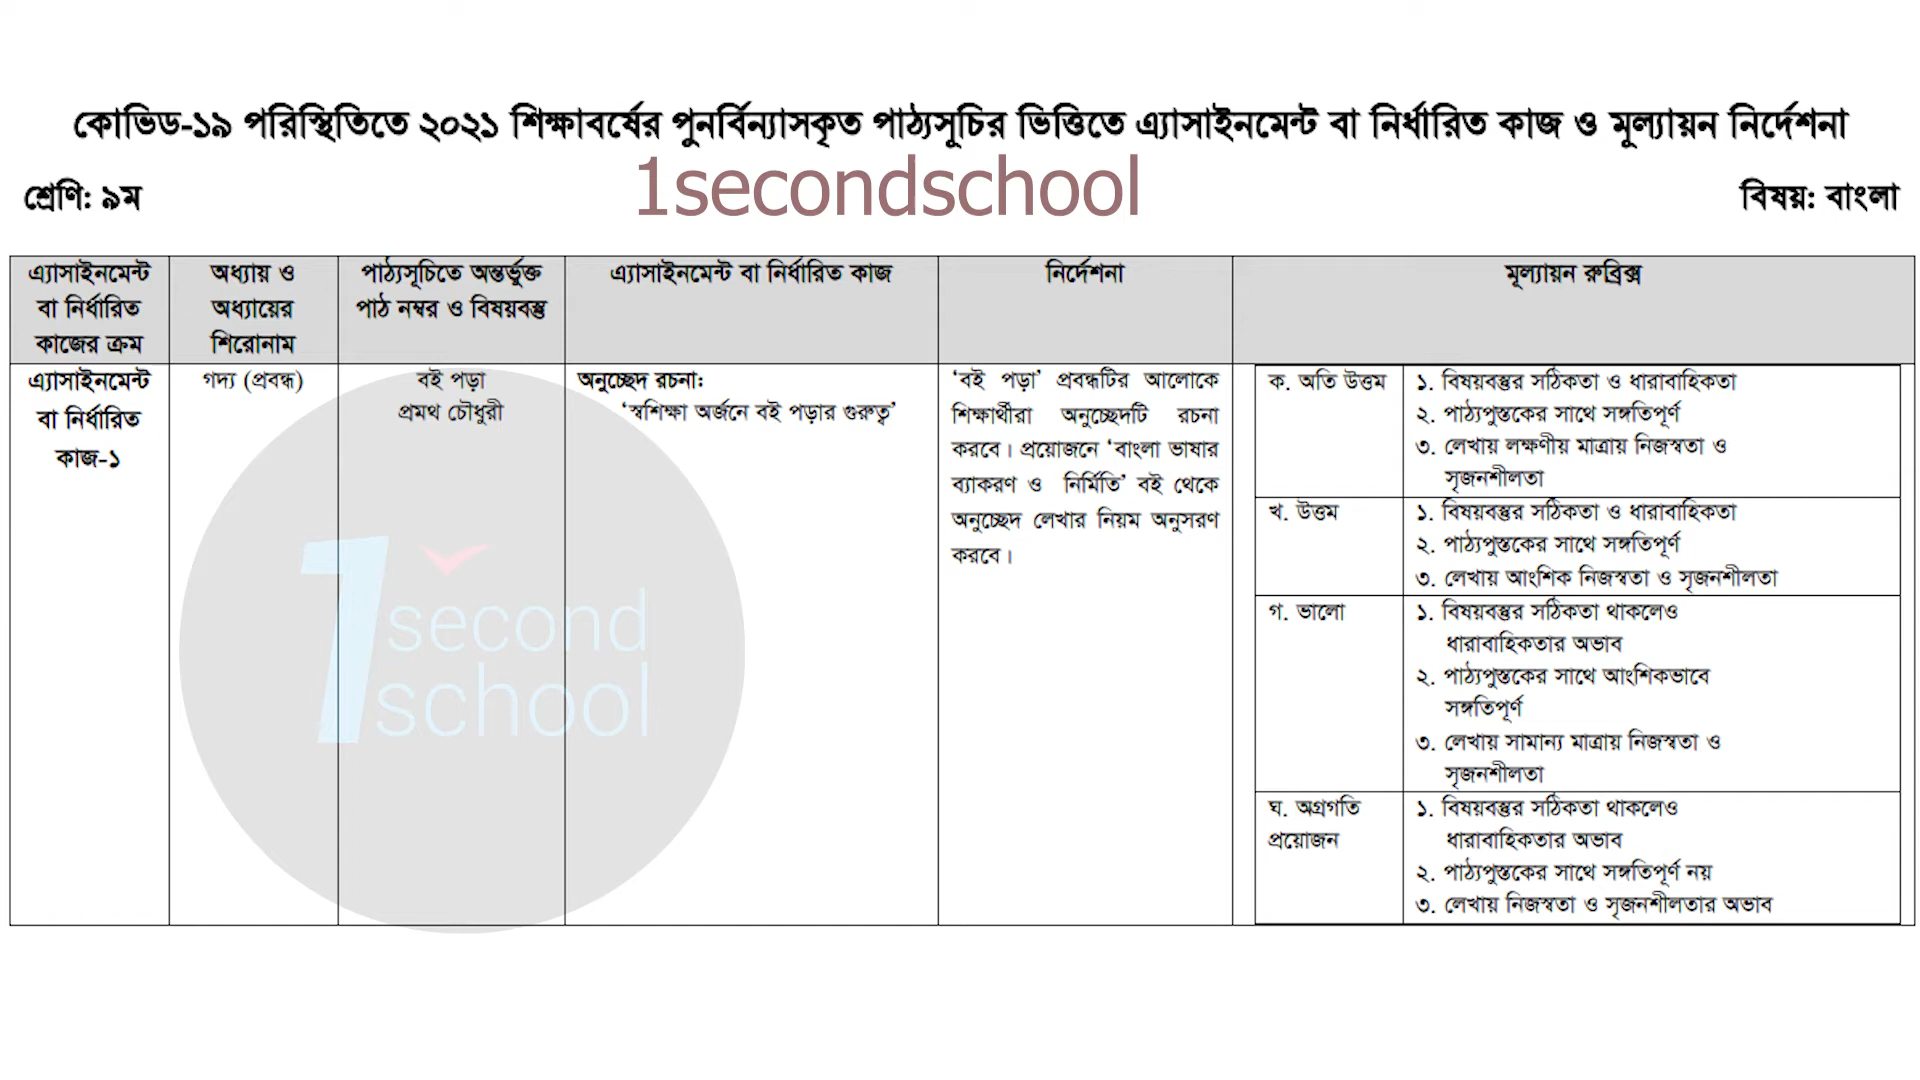 কোভিড-১৯ পরিস্থিতিতে ২০২১ শিক্ষাবর্ষের পুনর্বিন্যাসকৃত পাঠ্যসূচির ভিত্তিতে এ্যাসাইনমেন্ট বা নির্ধারিত কাজ ও মূল্যায়ন নির্দেশনা
1secondschool
শ্রেণি: ৯ম
বিষয়: বাংলা
এ্যাসাইনমেন্ট
বা নির্ধারিত
কাজের ক্রম
অধ্যায় ও
অধ্যায়ের
শিরোনাম
পাঠ্যসূচিতে অন্তর্ভুক্ত
পাঠ নম্বর ও বিষয়বস্তু
এ্যাসাইনমেন্ট বা নির্ধারিত কাজ
নির্দেশনা
মূল্যায়ন রুব্রিক্স
এ্যাসাইনমেন্ট
বা নির্ধারিত
কাজ-১
গদ্য (প্রবন্ধ)
বই পড়া
প্রমথ চৌধুরী
অনুচ্ছেদ রচনা:
‘স্বশিক্ষা অর্জনে বই পড়ার গুরুত্ব’
‘বই পড়া’ প্রবন্ধটির আলোকে
শিক্ষার্থীরা অনুচ্ছেদটি রচনা
করবে। প্রয়োজনে ‘বাংলা ভাষার
ব্যাকরণ ও নির্মিতি’ বই থেকে
অনুচ্ছেদ লেখার নিয়ম অনুসরণ
করবে।
ক. অতি উত্তম
১. বিষয়বস্তুর সঠিকতা ও ধারাবাহিকতা
২. পাঠ্যপুস্তকের সাথে সঙ্গতিপূর্ণ
৩. লেখায় লক্ষণীয় মাত্রায় নিজস্বতা ও
সৃজনশীলতা
খ. উত্তম
১. বিষয়বস্তুর সঠিকতা ও ধারাবাহিকতা
২. পাঠ্যপুস্তকের সাথে সঙ্গতিপূর্ণ
৩. লেখায় আংশিক নিজস্বতা ও সৃজনশীলতা
গ. ভালো
১. বিষয়বস্তুর সঠিকতা থাকলেও
ধারাবাহিকতার অভাব
২. পাঠ্যপুস্তকের সাথে আংশিকভাবে
সঙ্গতিপূর্ণ
৩. লেখায় সামান্য মাত্রায় নিজস্বতা ও
সৃজনশীলতা
ঘ. অগ্রগতি
প্রয়োজন
১. বিষয়বস্তুর সঠিকতা থাকলেও
ধারাবাহিকতার অভাব
২. পাঠ্যপুস্তকের সাথে সঙ্গতিপূর্ণ নয়
৩. লেখায় নিজস্বতা ও সৃজনশীলতার অভাব
1 second
school